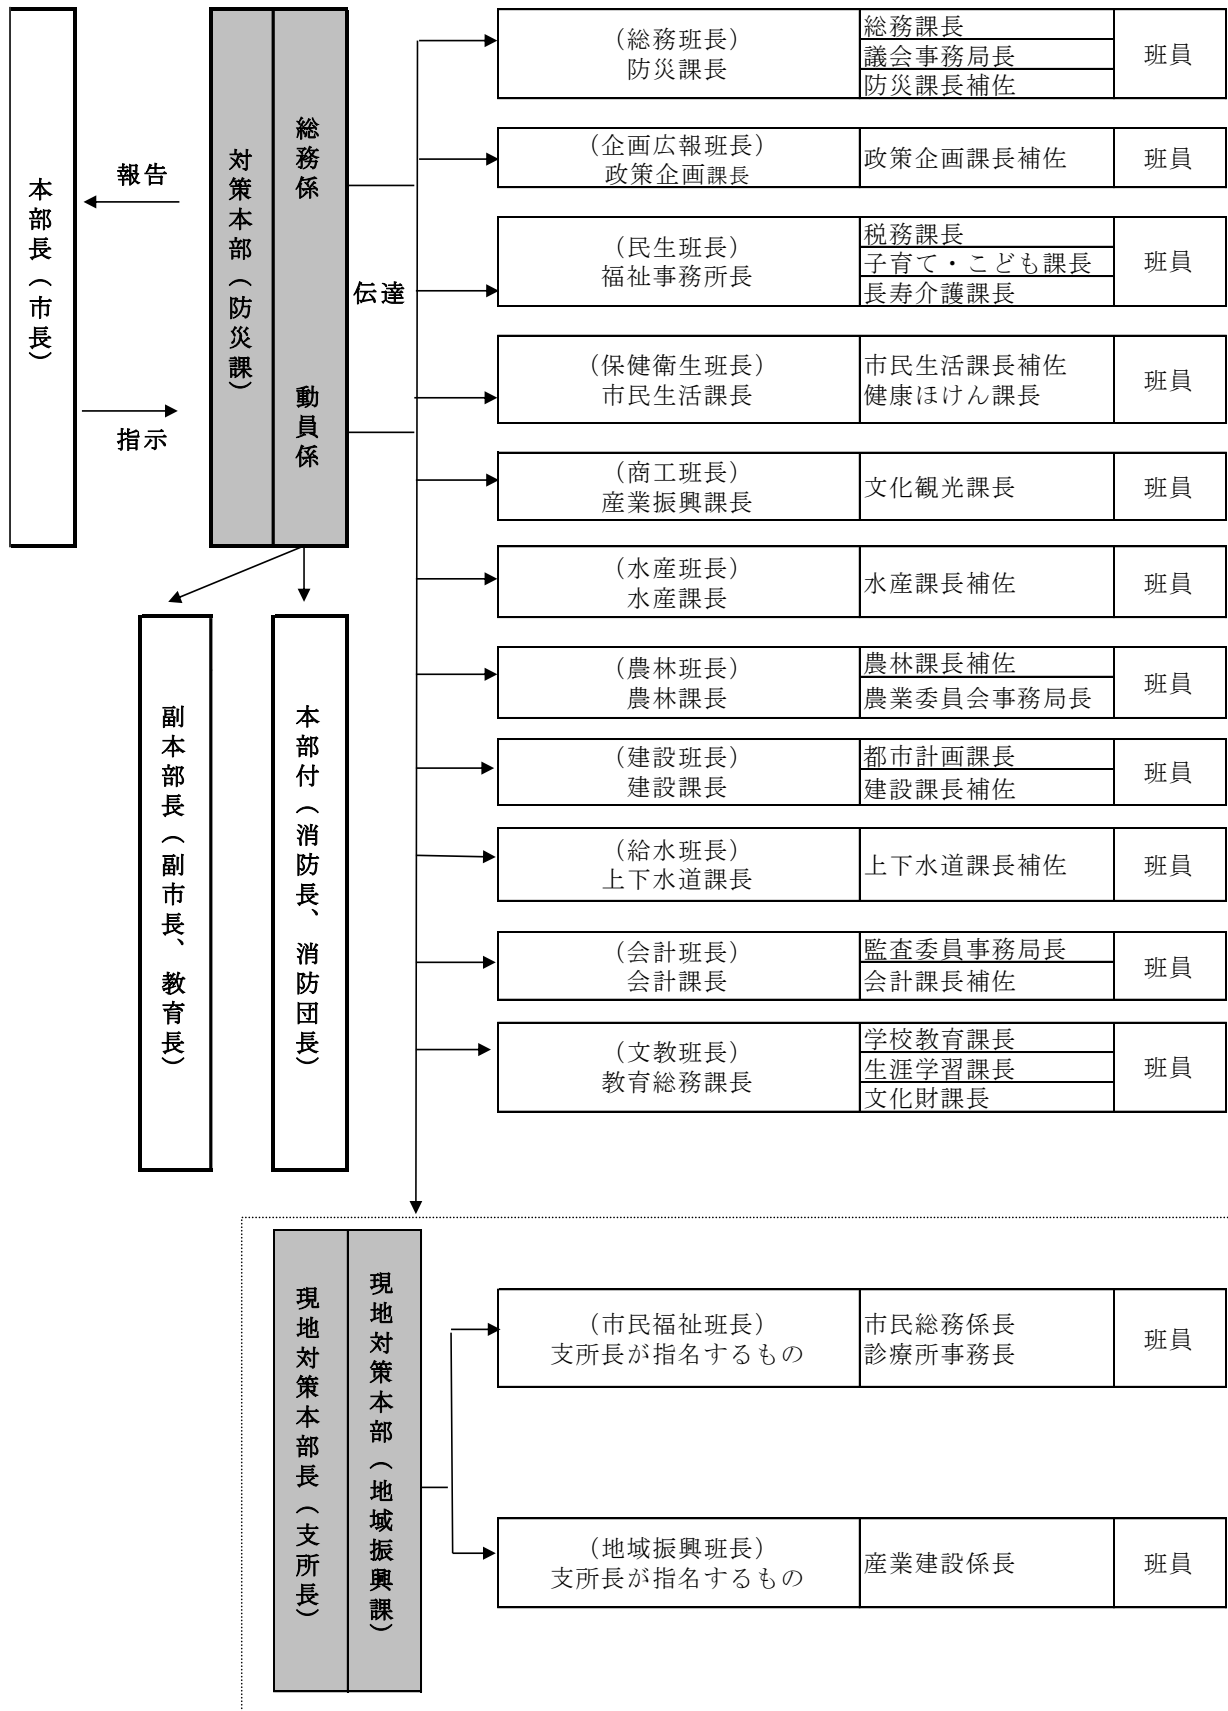 本部長（市長）
報告
指示
対策本部（防災課）
総務係
動員係
伝達
副本部長（副市長、教育長）
本部付（消防長、消防団長）
（総務班長）
防災課長
総務課長
議会事務局長
防災課長補佐
班員
（企画広報班長）
政策企画課長
政策企画課長補佐
班員
（民生班長）
福祉事務所長
税務課長
子育て・こども課長
長寿介護課長
班員
（保健衛生班長）
市民生活課長
市民生活課長補佐
健康ほけん課長
班員
（商工班長）
産業振興課長
文化観光課長
班員
（水産班長）
水産課長
水産課長補佐
班員
（農林班長）
農林課長
農林課長補佐
農業委員会事務局長
班員
（建設班長）
建設課長
都市計画課長
建設課長補佐
班員
（給水班長）
上下水道課長
上下水道課長補佐
班員
（会計班長）
会計課長
監査委員事務局長
会計課長補佐
班員
（文教班長）
教育総務課長
学校教育課長
生涯学習課長
文化財課長
班員
現地対策本部長（支所長）
現地対策本部（地域振興課）
（市民福祉班長）
支所長が指名するもの
市民総務係長
診療所事務長
班員
（地域振興班長）
支所長が指名するもの
産業建設係長
班員